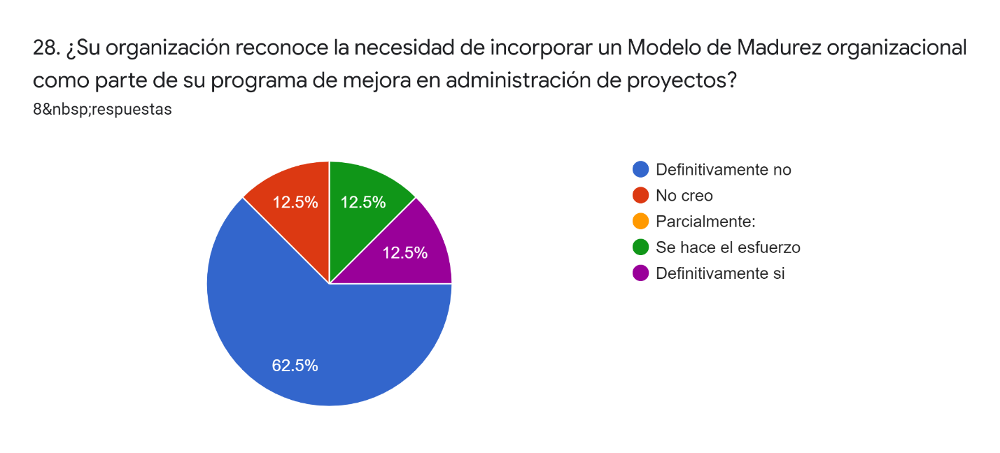 28. ¿Su organización reconoce la necesidad de incorporar un Modelo de Madurez organizacional
como parte de su programa de mejora en administración de proyectos?
8&nbsp;respuestas
Definitivamente no
No creo
Parcialmente:
Se hace el esfuerzo
Definitivamente si
12.5%
12.5%
12.5%
62.5%